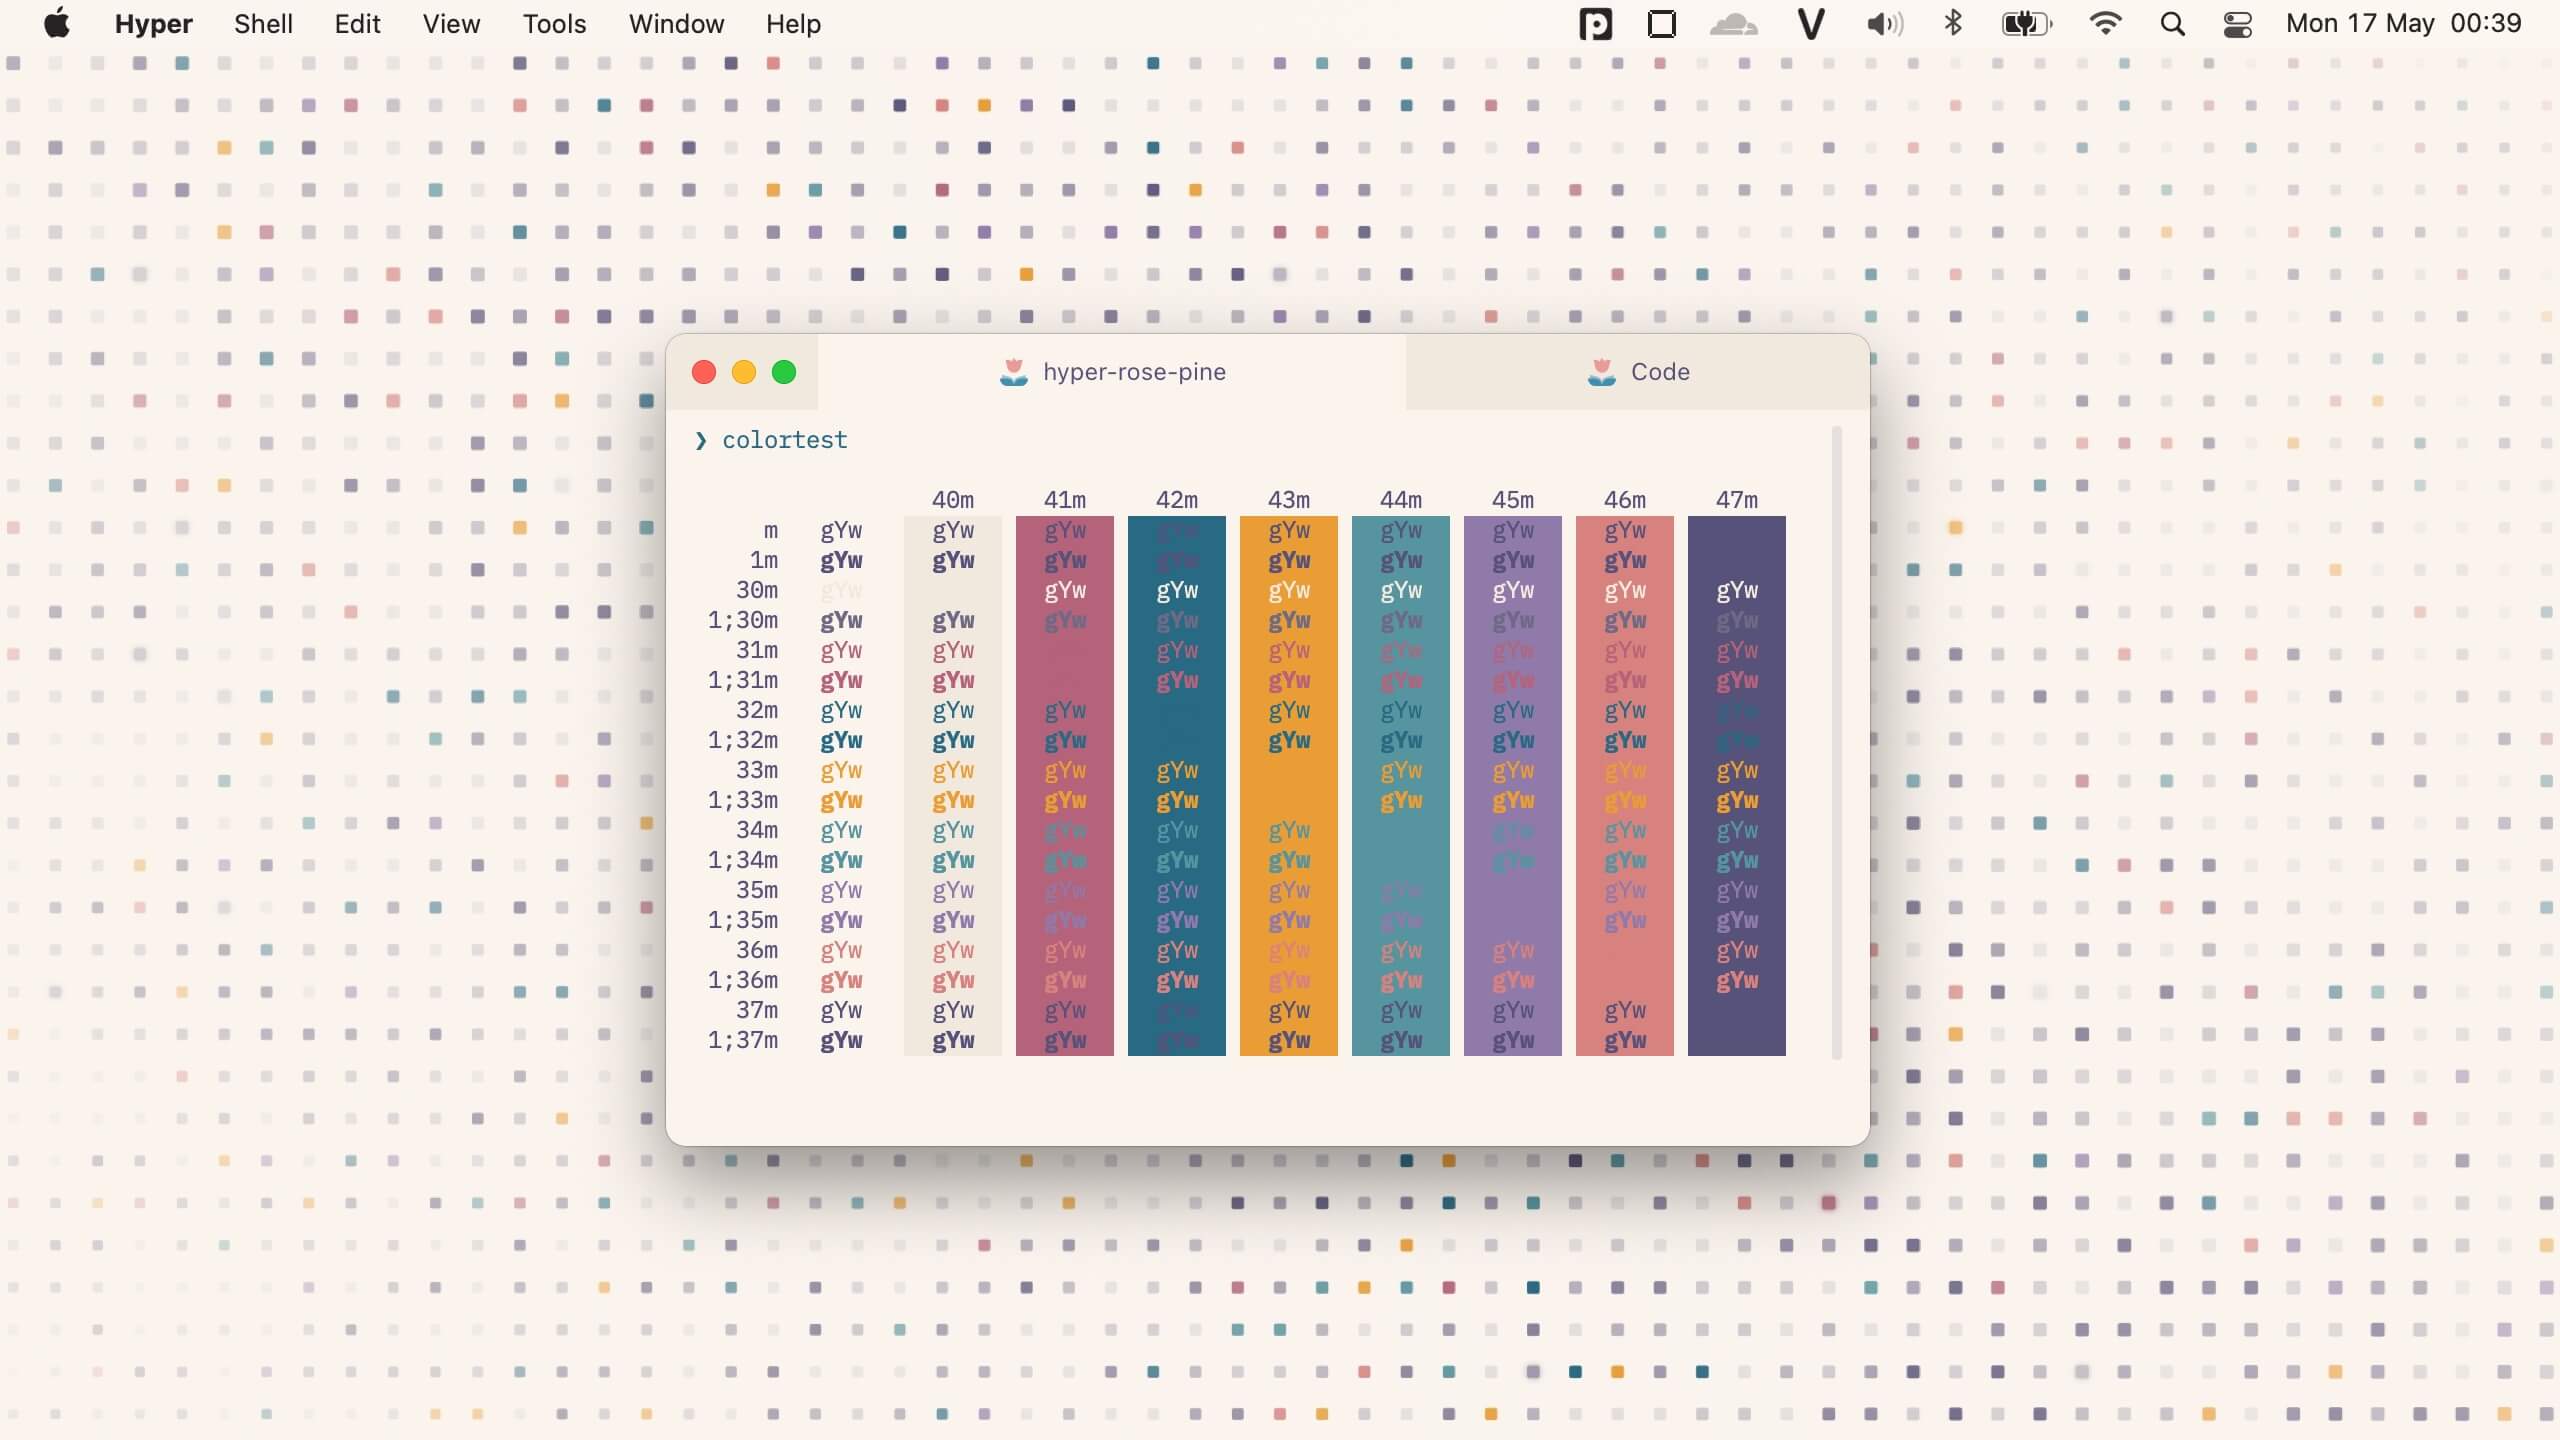 Hyper Shell Edit View Tools Window Help Mon 17 May 00:39
hyper-rose-pine Code
❯ colortest
40m 41m 42m 43m 44m 45m 46m 47m
m gYw gYw gYw gYw gYw gYw gYw gYw
1m gYw gYw gYw gYw gYw gYw gYw gYw
30m gYw gYw gYw gYw gYw gYw gYw gYw
1;30m gYw gYw gYw gYw gYw gYw gYw gYw gYw
31m gYw gYw gYw gYw gYw gYw gYw gYw
1;31m gYw gYw gYw gYw gYw gYw gYw gYw
32m gYw gYw gYw gYw gYw gYw gYw gYw
1;32m gYw gYw gYw gYw gYw gYw gYw gYw
33m gYw gYw gYw gYw gYw gYw gYw gYw
1;33m gYw gYw gYw gYw gYw gYw gYw gYw
34m gYw gYw gYw gYw gYw gYw gYw gYw
1;34m gYw gYw gYw gYw gYw gYw gYw gYw
35m gYw gYw gYw gYw gYw gYw gYw gYw
1;35m gYw gYw gYw gYw gYw gYw gYw gYw
36m gYw gYw gYw gYw gYw gYw gYw gYw
1;36m gYw gYw gYw gYw gYw gYw gYw gYw
37m gYw gYw gYw gYw gYw gYw gYw gYw
1;37m gYw gYw gYw gYw gYw gYw gYw gYw